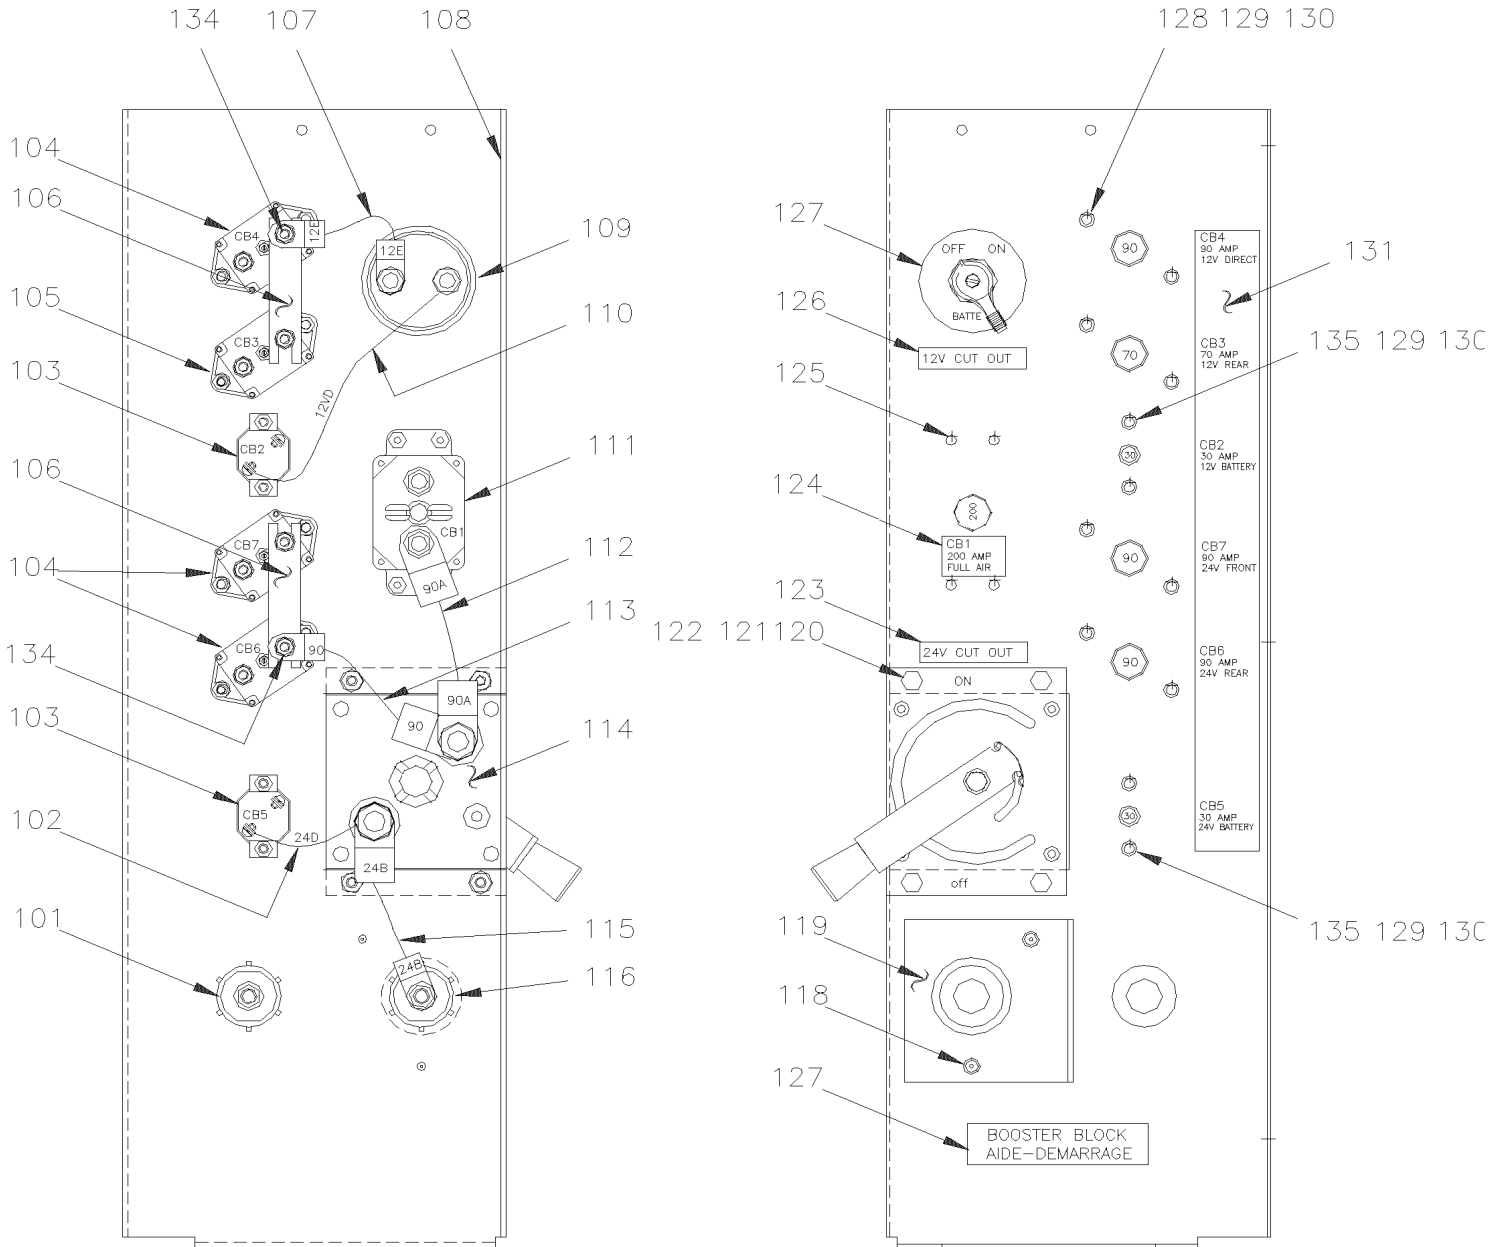 134 107 108
128 129 130
104
106
105
103
106
104
134
103
102
101
CB4
12E
12E
CB3
12VD
CB2
CB7
CB6
90
CB1
90A
90A
90
CB5
24D
24B
24B
109
110
111
112
113
114
115
116
127
126
125
124
123
122 121 120
119
118
127
OFF ON
BATTE
12V CUT OUT
200
CB1
200 AMP
FULL AIR
24V CUT OUT
ON
off
BOOSTER BLOCK
AIDE-DEMARRAGE
90
70
30
90
90
30
CB4
90 AMP
12V DIRECT
CB3
70 AMP
12V REAR
CB2
30 AMP
12V BATTERY
CB7
90 AMP
24V FRONT
CB6
90 AMP
24V REAR
CB5
30 AMP
24V BATTERY
131
135 129 130
135 129 130